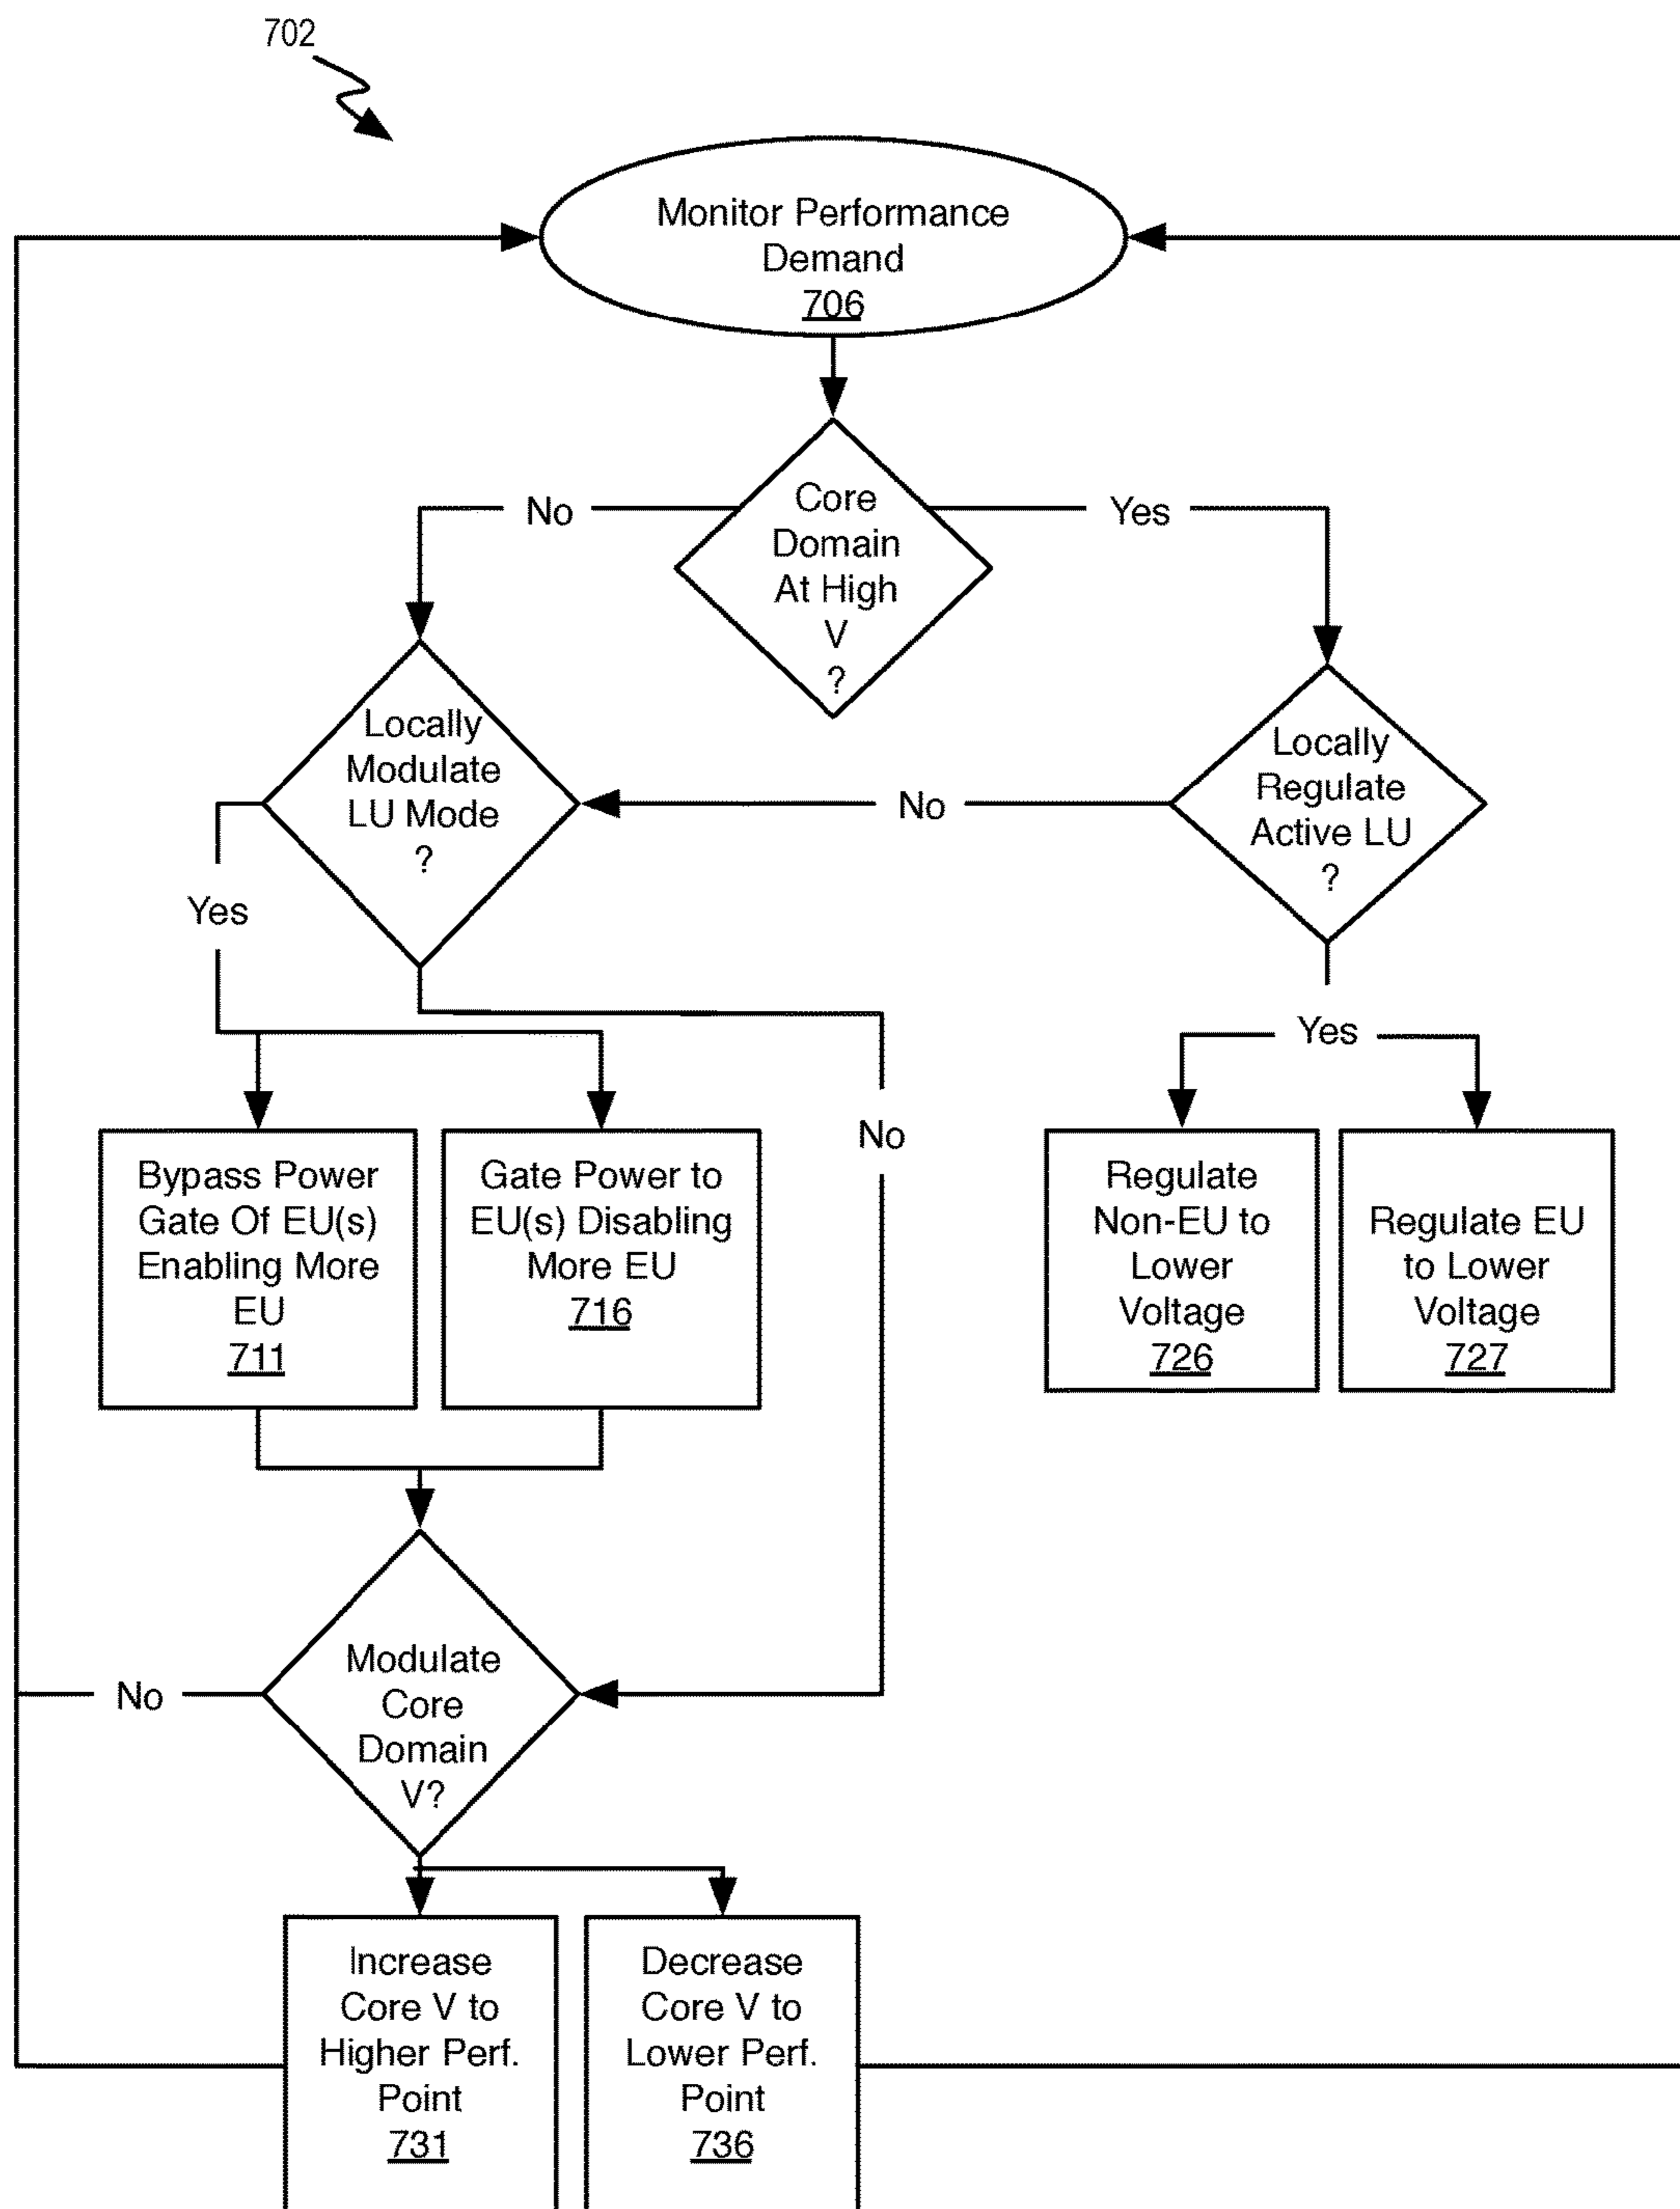 702
Monitor Performance
Demand
706
Core
Domain
At High
V
?
No
Yes
Locally
Modulate
LU Mode
?
Locally
Regulate
Active LU
?
No
Yes
Yes
No
Bypass Power
Gate Of EU(s)
Enabling More
EU
711
Gate Power to
EU(s) Disabling
More EU
716
Regulate
Non-EU to
Lower
Voltage
726
Regulate EU
to Lower
Voltage
727
Modulate
Core
Domain
V?
No
Increase
Core V to
Higher Perf.
Point
731
Decrease
Core V to
Lower Perf.
Point
736